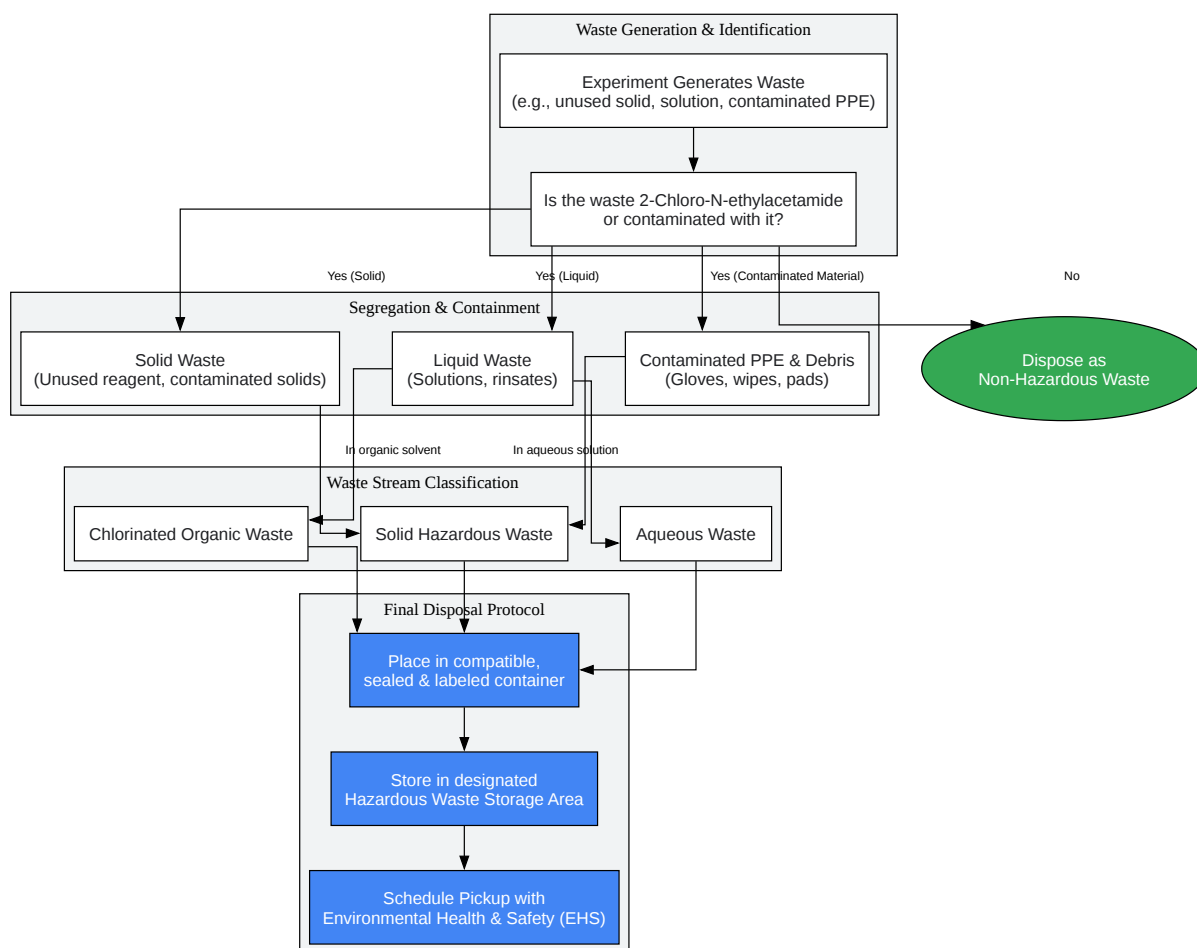 Waste Generation & Identification
Experiment Generates Waste
(e.g., unused solid, solution, contaminated PPE)
Is the waste 2-Chloro-N-ethylacetamide
or contaminated with it?
Yes (Solid)
Yes (Liquid)
Yes (Contaminated Material)
No
Segregation & Containment
Solid Waste
(Unused reagent, contaminated solids)
Liquid Waste
(Solutions, rinsates)
Contaminated PPE & Debris
(Gloves, wipes, pads)
Dispose as
Non-Hazardous Waste
In organic solvent
In aqueous solution
Waste Stream Classification
Chlorinated Organic Waste
Solid Hazardous Waste
Aqueous Waste
Final Disposal Protocol
Place in compatible,
sealed & labeled container
Store in designated
Hazardous Waste Storage Area
Schedule Pickup with
Environmental Health & Safety (EHS)